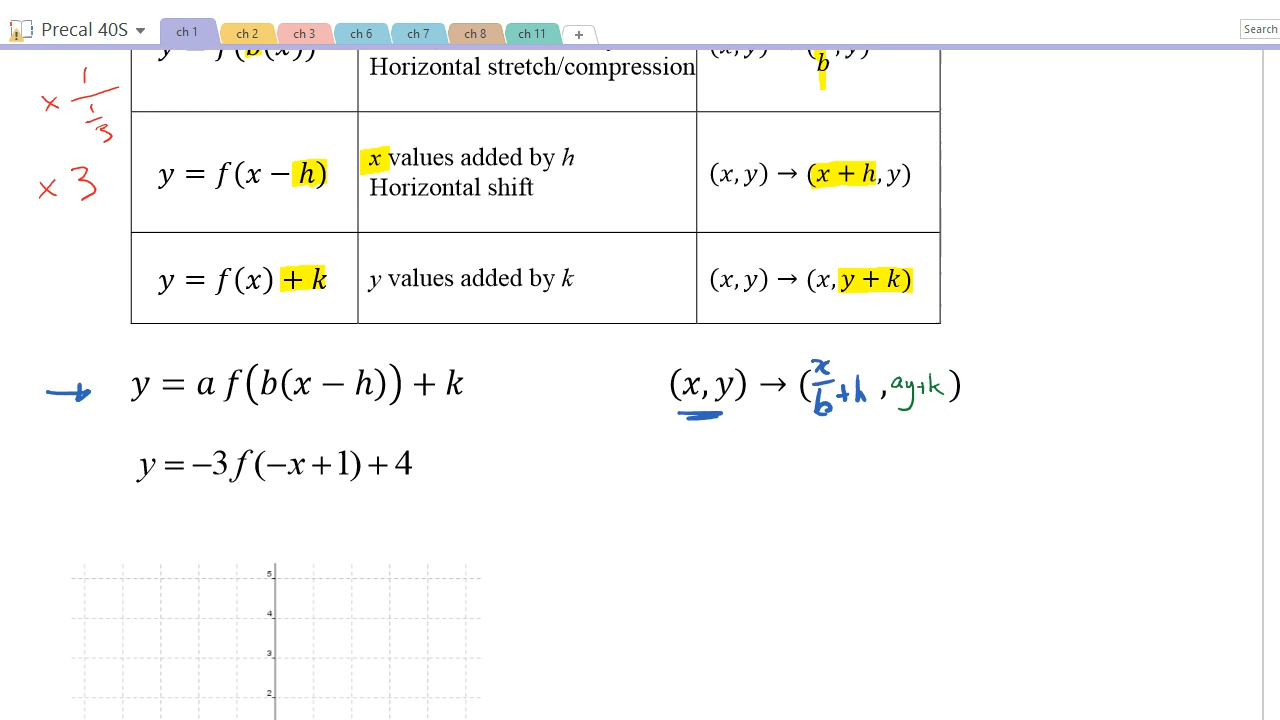 Precal 40S ch 1 ch 2 ch 3 ch 6 ch 7 ch 8 ch 11 + Search
y = f(b(x))
Horizontal stretch/compression
(x, y) → (x/b, y)
× 1/(1/3)
× 3
y = f(x − h)
x values added by h
Horizontal shift
(x, y) → (x + h, y)
y = f(x) + k
y values added by k
(x, y) → (x, y + k)
→ y = a f(b(x − h)) + k
(x, y) → (x/b + h , ay+k)
y = −3f(−x+1)+4
5
4
3
2